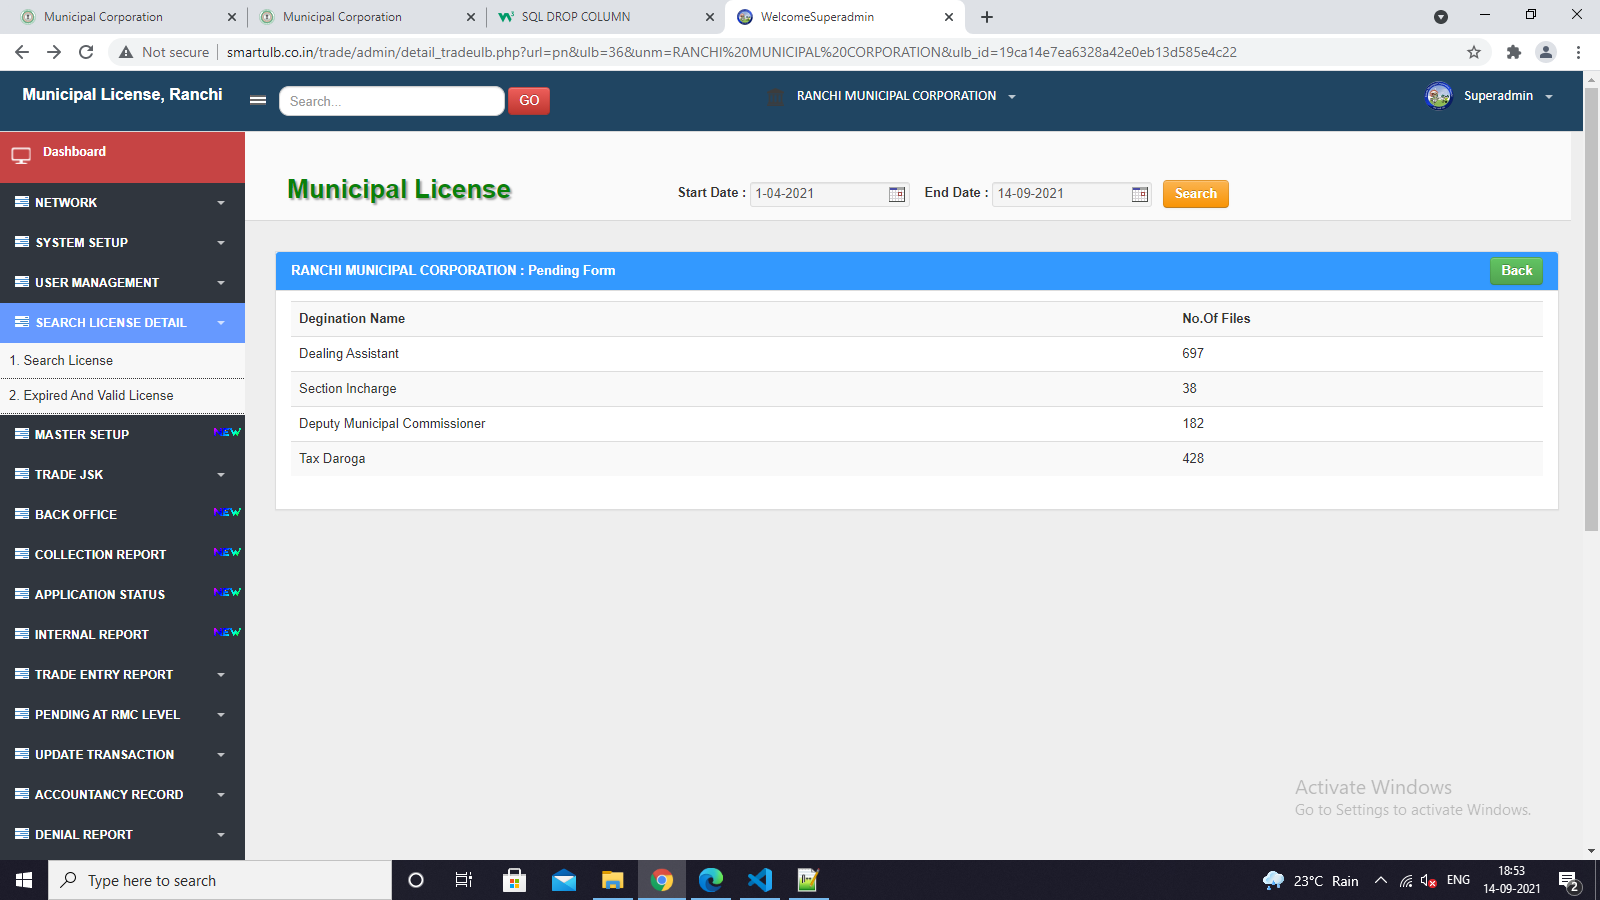 Municipal Corporation
Municipal Corporation
SQL DROP COLUMN
WelcomeSuperadmin
Not secure
smartulb.co.in/trade/admin/detail_tradeulb.php?url=pn&ulb=36&unm=RANCHI%20MUNICIPAL%20CORPORATION&ulb_id=19ca14e7ea6328a42e0eb13d585e4c22
Municipal License, Ranchi
Search...
GO
RANCHI MUNICIPAL CORPORATION
Superadmin
Dashboard
NETWORK
SYSTEM SETUP
USER MANAGEMENT
SEARCH LICENSE DETAIL
1. Search License
2. Expired And Valid License
MASTER SETUP NEW
TRADE JSK
BACK OFFICE NEW
COLLECTION REPORT NEW
APPLICATION STATUS NEW
INTERNAL REPORT NEW
TRADE ENTRY REPORT
PENDING AT RMC LEVEL
UPDATE TRANSACTION
ACCOUNTANCY RECORD
DENIAL REPORT
Municipal License
Start Date : 1-04-2021 End Date : 14-09-2021 Search
RANCHI MUNICIPAL CORPORATION : Pending Form
Back
Degination Name No.Of Files
Dealing Assistant 697
Section Incharge 38
Deputy Municipal Commissioner 182
Tax Daroga 428
Activate Windows
Go to Settings to activate Windows.
Type here to search
23°C Rain
ENG
18:53
14-09-2021
2